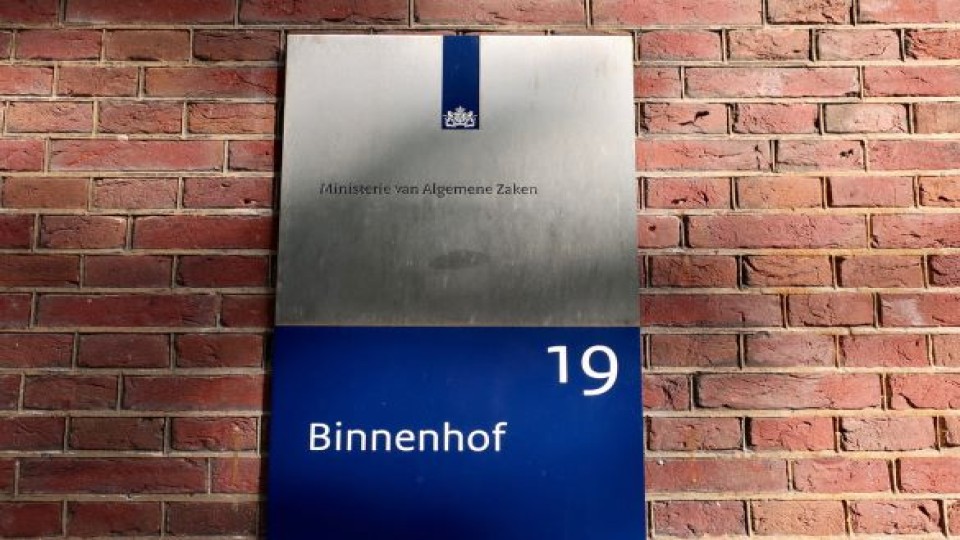 Ministerie van Algemene Zaken
19
Binnenhof